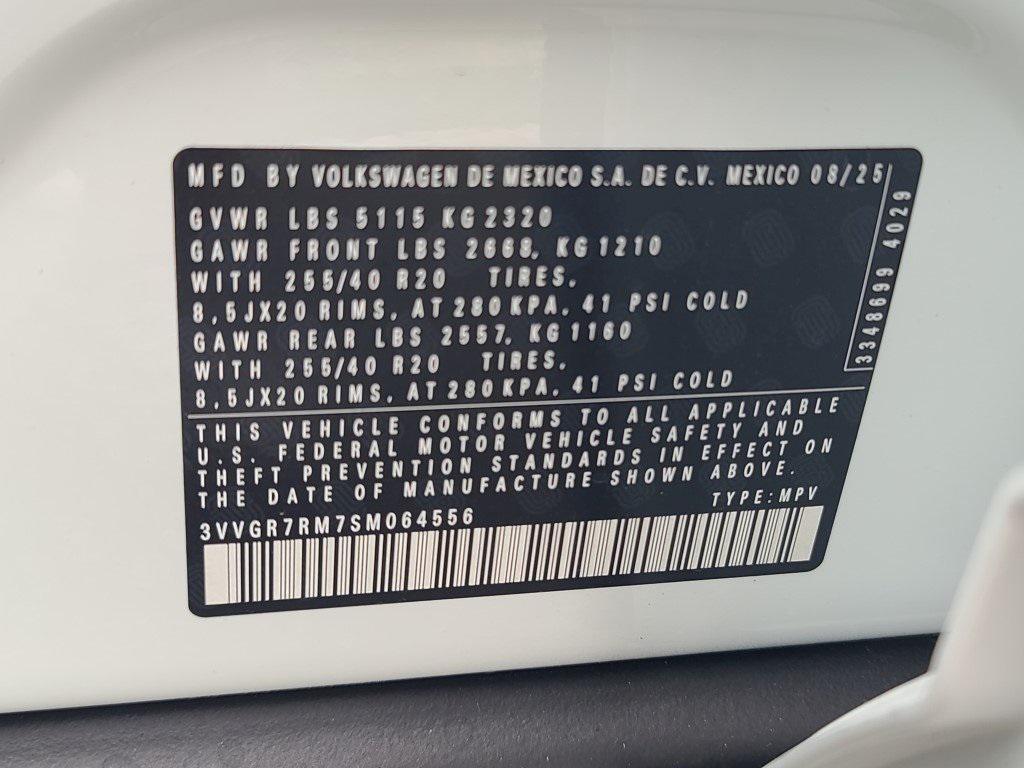 MFD BY VOLKSWAGEN DE MEXICO S.A. DE C.V. MEXICO 08/25
GVWR LBS 5115 KG 2320
GAWR FRONT LBS 2668, KG 1210
WITH 255/40 R20 TIRES,
8,5JX20 RIMS, AT 280 KPA, 41 PSI COLD
GAWR REAR LBS 2557, KG 1160
WITH 255/40 R20 TIRES,
8,5JX20 RIMS, AT 280 KPA, 41 PSI COLD
3348699 4029
THIS VEHICLE CONFORMS TO ALL APPLICABLE
U.S. FEDERAL MOTOR VEHICLE SAFETY AND
THEFT PREVENTION STANDARDS IN EFFECT ON
THE DATE OF MANUFACTURE SHOWN ABOVE.
TYPE: MPV
3VVGR7RM7SM064556